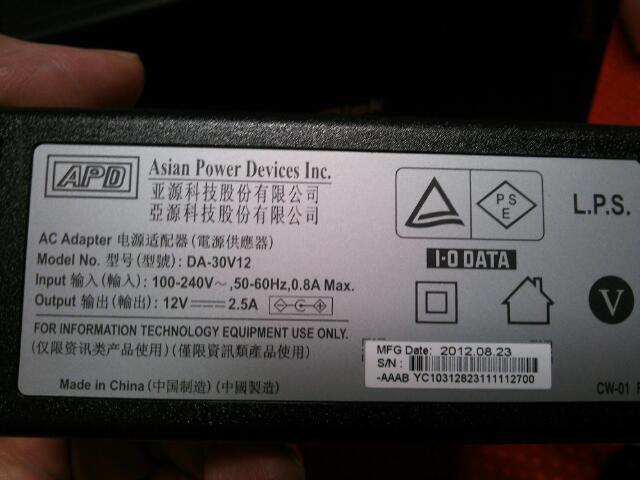 APD
Asian Power Devices Inc.
亚源科技股份有限公司
亞源科技股份有限公司
AC Adapter 电源适配器 (電源供應器)
Model No. 型号 (型號) : DA-30V12
Input 输入 (輸入) : 100-240V~,50-60Hz,0.8A Max.
Output 输出 (輸出) : 12V⎓2.5A
FOR INFORMATION TECHNOLOGY EQUIPMENT USE ONLY.
(仅限资讯类产品使用) (僅限資訊類產品使用)
Made in China (中国制造) (中國製造)
PS
E
L.P.S.
I·O DATA
V
MFG Date: 2012.08.23
S/N :
-AAAB YC10312823111112700
CW-01